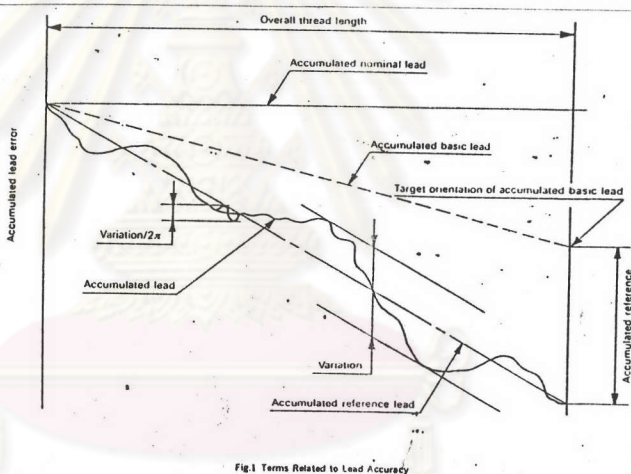 Overall thread length
Accumulated nominal lead
Accumulated basic lead
Target orientation of accumulated basic lead
Accumulated lead error
Variation/2π
Accumulated lead
Variation
Accumulated reference lead
Accumulated reference
Fig.1 Terms Related to Lead Accuracy